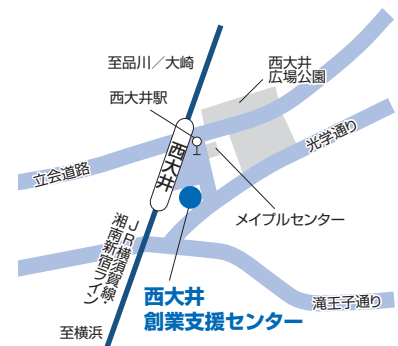 至品川／大崎
西大井
広場公園
西大井駅
光学通り
西大井
立会道路
メイプルセンター
JR横須賀線・
湘南新宿ライン
西大井
創業支援センター
滝王子通り
至横浜